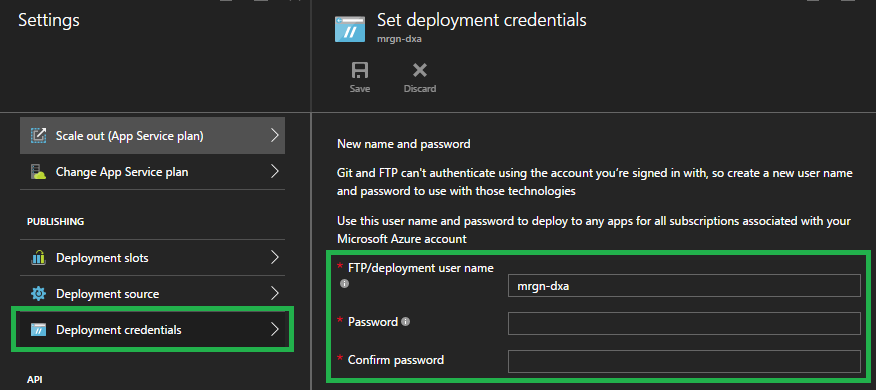 Settings
Scale out (App Service plan)
Change App Service plan
PUBLISHING
Deployment slots
Deployment source
Deployment credentials
API
Set deployment credentials
mrgn-dxa
Save
Discard
New name and password
Git and FTP can't authenticate using the account you're signed in with, so create a new user name
and password to use with those technologies
Use this user name and password to deploy to any apps for all subscriptions associated with your
Microsoft Azure account
* FTP/deployment user name
mrgn-dxa
* Password
* Confirm password